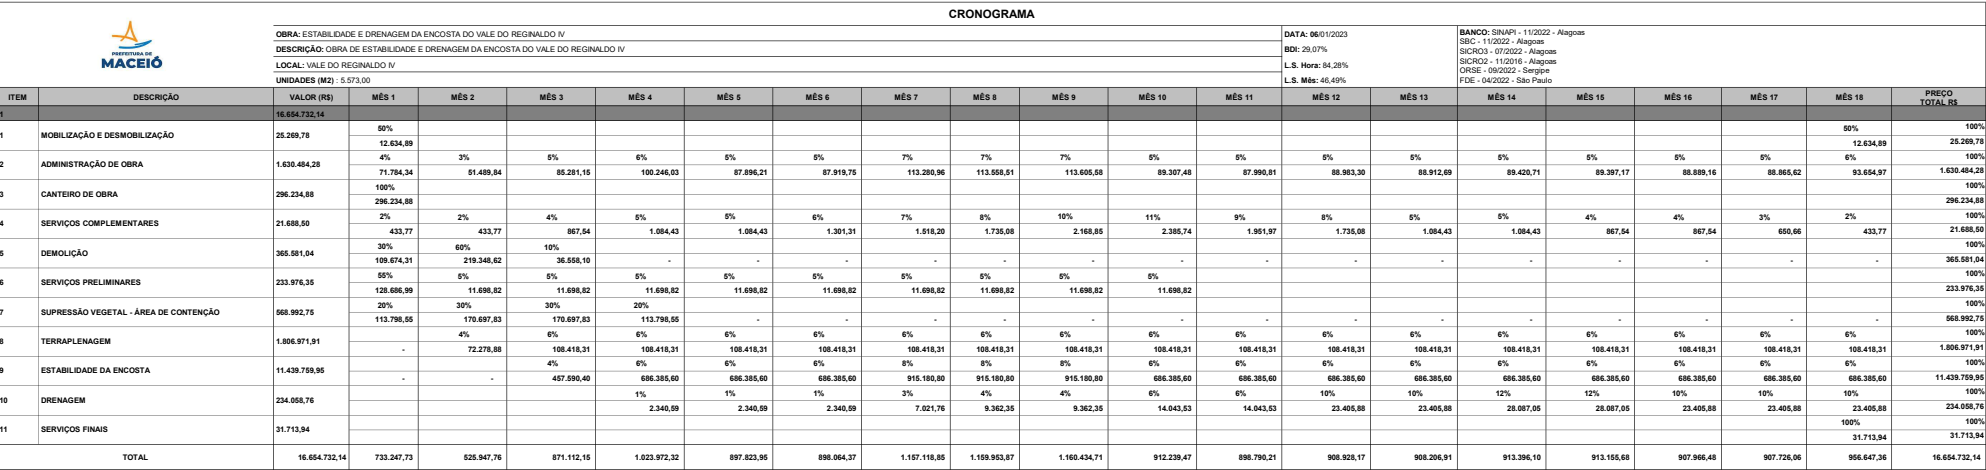 CRONOGRAMA
PREFEITURA DE
MACEIÓ
OBRA: ESTABILIDADE E DRENAGEM DA ENCOSTA DO VALE DO REGINALDO IV
DESCRIÇÃO: OBRA DE ESTABILIDADE E DRENAGEM DA ENCOSTA DO VALE DO REGINALDO IV
LOCAL: VALE DO REGINALDO IV
UNIDADES (M2) : 5.573,00
DATA: 06/01/2023
BDI: 29,07%
L.S. Hora: 84,28%
L.S. Mês: 46,49%
BANCO: SINAPI - 11/2022 - Alagoas
SBC - 11/2022 - Alagoas
SICRO3 - 07/2022 - Alagoas
SICRO2 - 11/2016 - Alagoas
ORSE - 09/2022 - Sergipe
FDE - 04/2022 - São Paulo
ITEM DESCRIÇÃO VALOR (R$) MÊS 1 MÊS 2 MÊS 3 MÊS 4 MÊS 5 MÊS 6 MÊS 7 MÊS 8 MÊS 9 MÊS 10 MÊS 11 MÊS 12 MÊS 13 MÊS 14 MÊS 15 MÊS 16 MÊS 17 MÊS 18 PREÇO TOTAL R$
1 16.654.732,14
1 MOBILIZAÇÃO E DESMOBILIZAÇÃO 25.269,78
50% 50% 100%
12.634,89 12.634,89 25.269,78
2 ADMINISTRAÇÃO DE OBRA 1.630.484,28
4% 3% 5% 6% 5% 5% 7% 7% 7% 5% 5% 5% 5% 5% 5% 5% 5% 6% 100%
71.784,34 51.489,84 85.281,15 100.246,03 87.896,21 87.919,75 113.280,96 113.558,51 113.605,58 89.307,48 87.990,81 88.983,30 88.912,69 89.420,71 89.397,17 88.889,16 88.865,62 93.654,97 1.630.484,28
3 CANTEIRO DE OBRA 296.234,88
100% 100%
296.234,88 296.234,88
4 SERVIÇOS COMPLEMENTARES 21.688,50
2% 2% 4% 5% 5% 6% 7% 8% 10% 11% 9% 8% 5% 5% 4% 4% 3% 2% 100%
433,77 433,77 867,54 1.084,43 1.084,43 1.301,31 1.518,20 1.735,08 2.168,85 2.385,74 1.951,97 1.735,08 1.084,43 1.084,43 867,54 867,54 650,66 433,77 21.688,50
5 DEMOLIÇÃO 365.581,04
30% 60% 10% 100%
109.674,31 219.348,62 36.558,10 - - - - - - - - - - - - - - - 365.581,04
6 SERVIÇOS PRELIMINARES 233.976,35
55% 5% 5% 5% 5% 5% 5% 5% 5% 5% 100%
128.686,99 11.698,82 11.698,82 11.698,82 11.698,82 11.698,82 11.698,82 11.698,82 11.698,82 11.698,82 233.976,35
7 SUPRESSÃO VEGETAL - ÁREA DE CONTENÇÃO 568.992,75
20% 30% 30% 20% 100%
113.798,55 170.697,83 170.697,83 113.798,55 - - - - - - - - - - - - - - 568.992,75
8 TERRAPLENAGEM 1.806.971,91
4% 6% 6% 6% 6% 6% 6% 6% 6% 6% 6% 6% 6% 6% 6% 6% 6% 100%
- 72.278,88 108.418,31 108.418,31 108.418,31 108.418,31 108.418,31 108.418,31 108.418,31 108.418,31 108.418,31 108.418,31 108.418,31 108.418,31 108.418,31 108.418,31 108.418,31 108.418,31 1.806.971,91
9 ESTABILIDADE DA ENCOSTA 11.439.759,95
4% 6% 6% 6% 8% 8% 8% 6% 6% 6% 6% 6% 6% 6% 6% 6% 100%
- - 457.590,40 686.385,60 686.385,60 686.385,60 915.180,80 915.180,80 915.180,80 686.385,60 686.385,60 686.385,60 686.385,60 686.385,60 686.385,60 686.385,60 686.385,60 686.385,60 11.439.759,95
10 DRENAGEM 234.058,76
1% 1% 1% 3% 4% 4% 6% 6% 10% 10% 12% 12% 10% 10% 10% 100%
2.340,59 2.340,59 2.340,59 7.021,76 9.362,35 9.362,35 14.043,53 14.043,53 23.405,88 23.405,88 28.087,05 28.087,05 23.405,88 23.405,88 23.405,88 234.058,76
11 SERVIÇOS FINAIS 31.713,94
100% 100%
31.713,94 31.713,94
TOTAL 16.654.732,14 733.247,73 525.947,76 871.112,15 1.023.972,32 897.823,95 898.064,37 1.157.118,85 1.159.953,87 1.160.434,71 912.239,47 898.790,21 908.928,17 908.206,91 913.396,10 913.155,68 907.966,48 907.726,06 956.647,36 16.654.732,14